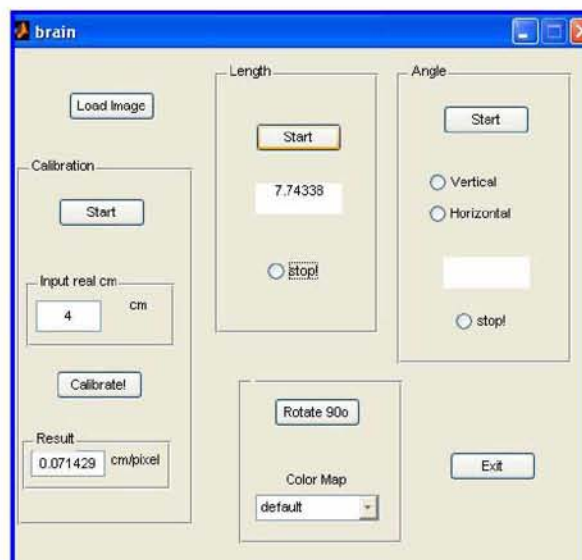 brain
Load Image
Calibration
Start
Input real cm
4
cm
Calibrate!
Result
0.071429
cm/pixel
Length
Start
7.74338
stop!
Angle
Start
Vertical
Horizontal
stop!
Rotate 90o
Color Map
default
Exit